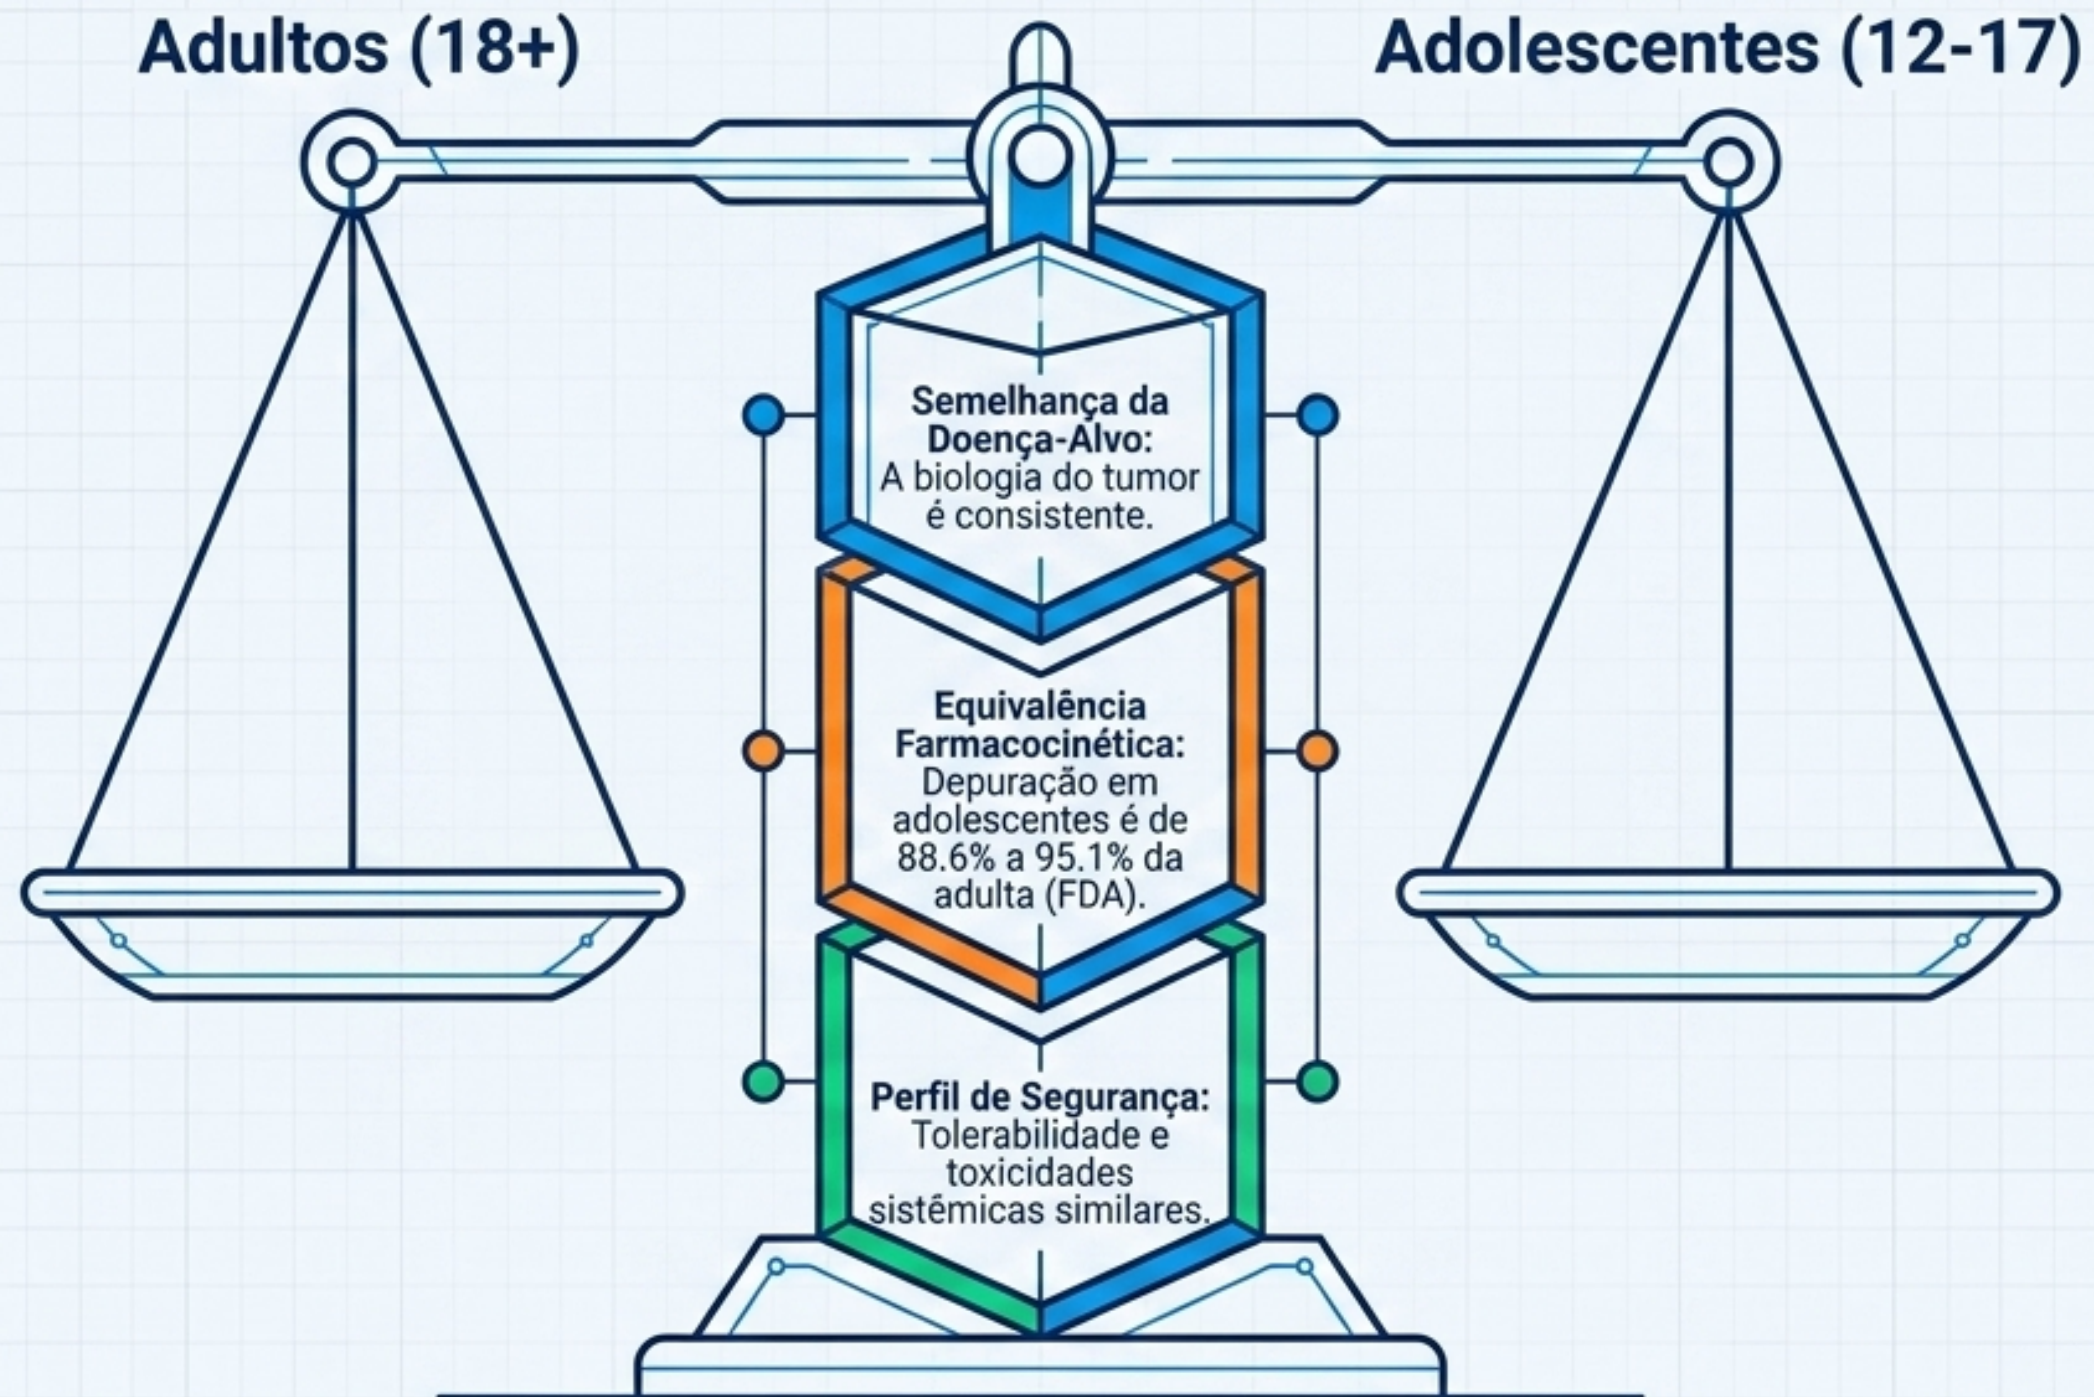 Adultos (18+)
Adolescentes (12-17)
Semelhança da
Doença-Alvo:
A biologia do tumor
é consistente.
Equivalência
Farmacocinética:
Depuração em
adolescentes é de
88.6% a 95.1% da
adulta (FDA).
Perfil de Segurança:
Tolerabilidade e
toxicidades
sistêmicas similares.